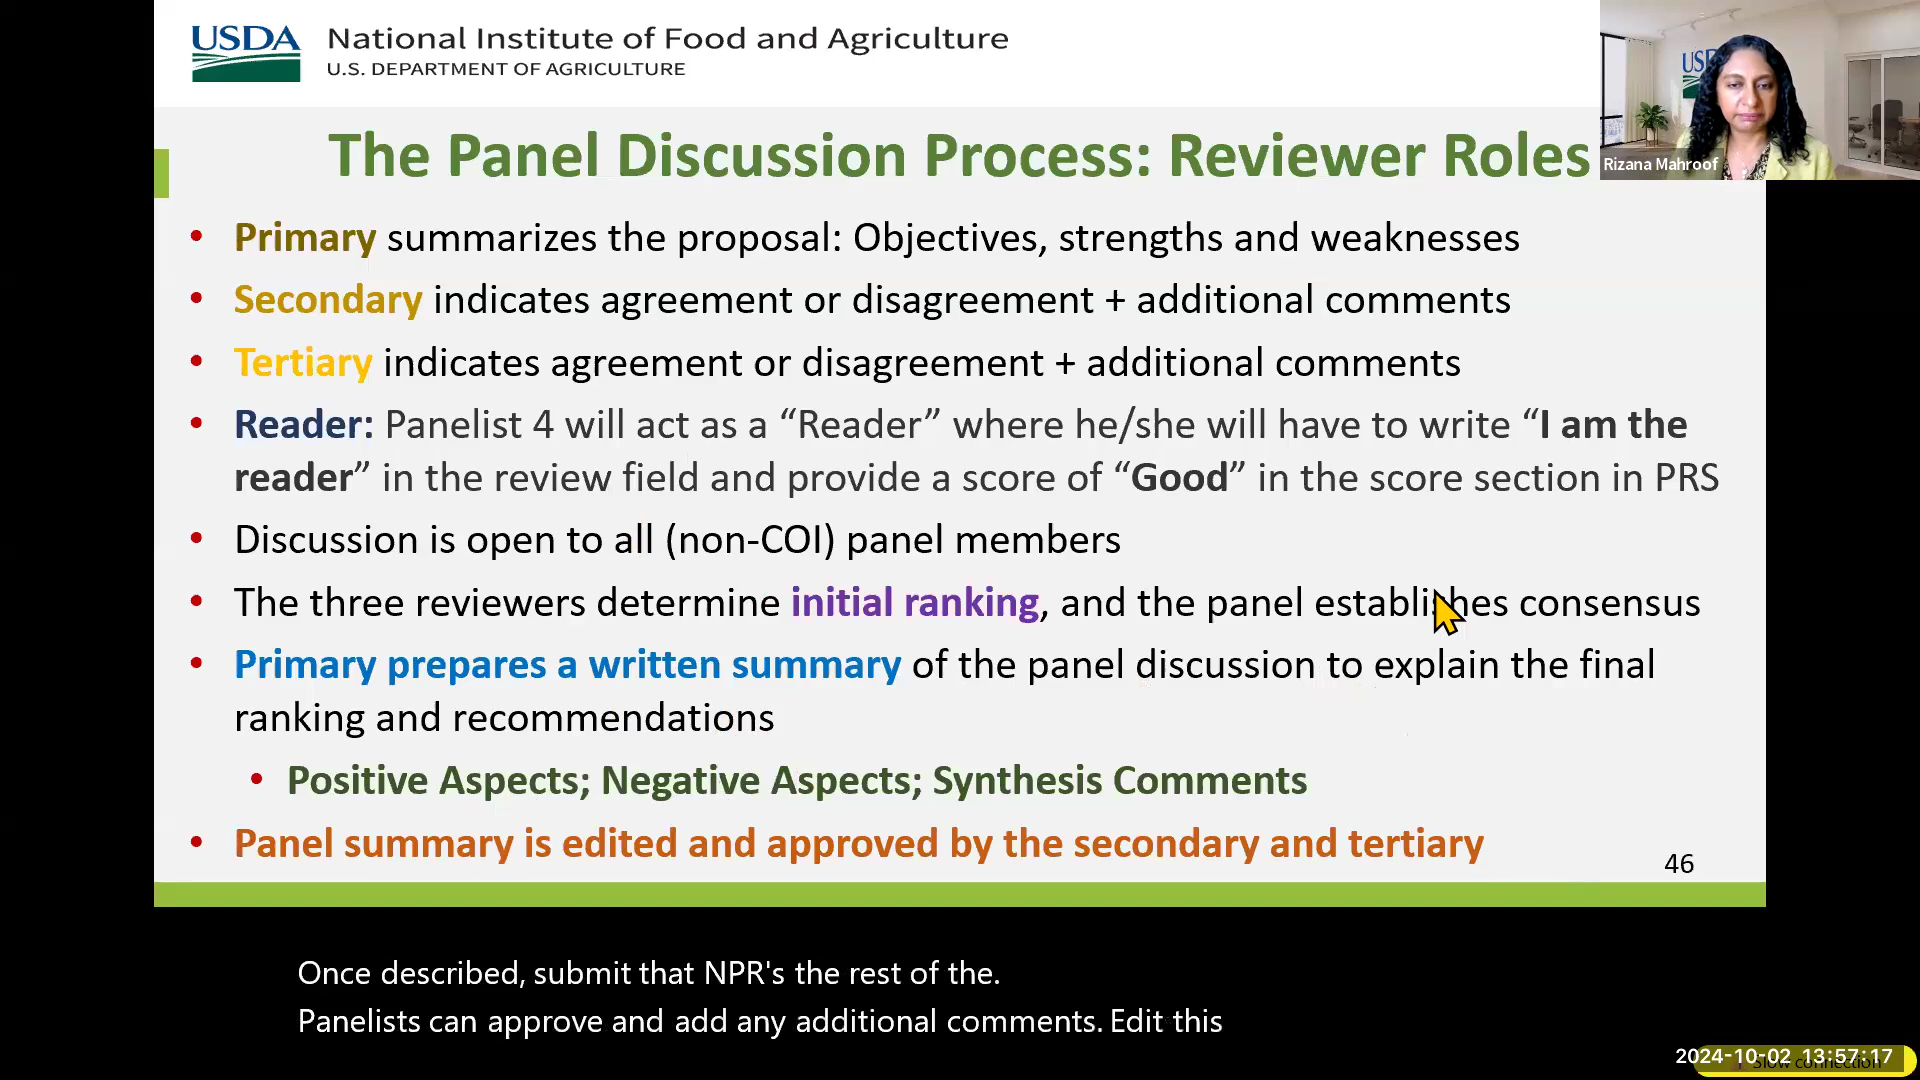 USDA
National Institute of Food and Agriculture
U.S. DEPARTMENT OF AGRICULTURE
USD
Rizana Mahroof
The Panel Discussion Process: Reviewer Roles
• Primary summarizes the proposal: Objectives, strengths and weaknesses
• Secondary indicates agreement or disagreement + additional comments
• Tertiary indicates agreement or disagreement + additional comments
• Reader: Panelist 4 will act as a “Reader” where he/she will have to write “I am the
reader” in the review field and provide a score of “Good” in the score section in PRS
• Discussion is open to all (non-COI) panel members
• The three reviewers determine initial ranking, and the panel establishes consensus
• Primary prepares a written summary of the panel discussion to explain the final
ranking and recommendations
• Positive Aspects; Negative Aspects; Synthesis Comments
• Panel summary is edited and approved by the secondary and tertiary
46
Once described, submit that NPR's the rest of the.
Panelists can approve and add any additional comments. Edit this
2024-10-02 13:57:17
Slow connection